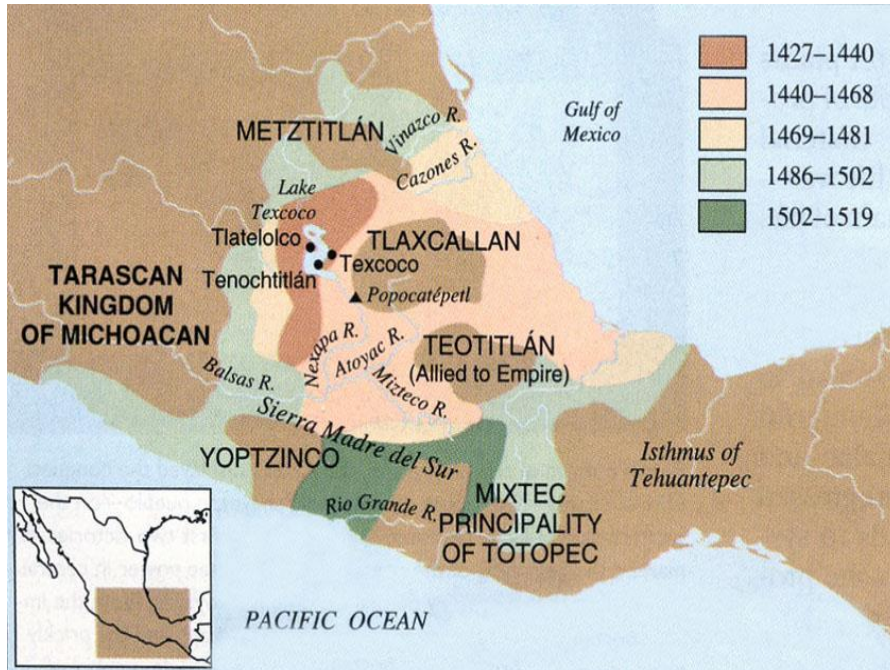 1427–1440
1440–1468
1469–1481
1486–1502
1502–1519
Gulf of
Mexico
METZTITLÁN
Vinazco R.
Cazones R.
Lake
Texcoco
Tlatelolco
TLAXCALLAN
Tenochtitlán
Texcoco
TARASCAN
KINGDOM
OF MICHOACAN
Popocatépetl
Nexapa R.
Atoyac R.
TEOTITLÁN
(Allied to Empire)
Balsas R.
Mizteco R.
Sierra Madre del Sur
YOPTZINCO
Isthmus of
Tehuantepec
Rio Grande R.
MIXTEC
PRINCIPALITY
OF TOTOPEC
PACIFIC OCEAN